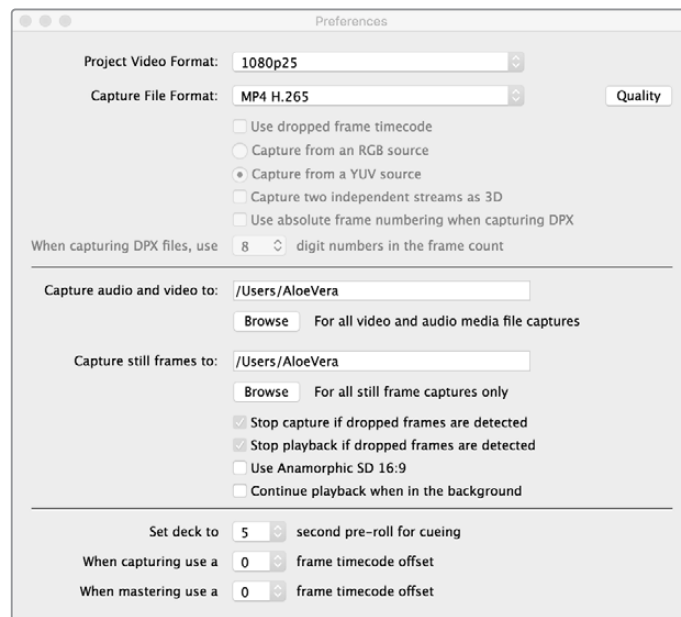 Preferences
Project Video Format: 1080p25
Capture File Format: MP4 H.265 Quality
Use dropped frame timecode
Capture from an RGB source
Capture from a YUV source
Capture two independent streams as 3D
Use absolute frame numbering when capturing DPX
When capturing DPX files, use 8 digit numbers in the frame count
Capture audio and video to: /Users/AloeVera
Browse For all video and audio media file captures
Capture still frames to: /Users/AloeVera
Browse For all still frame captures only
Stop capture if dropped frames are detected
Stop playback if dropped frames are detected
Use Anamorphic SD 16:9
Continue playback when in the background
Set deck to 5 second pre-roll for cueing
When capturing use a 0 frame timecode offset
When mastering use a 0 frame timecode offset